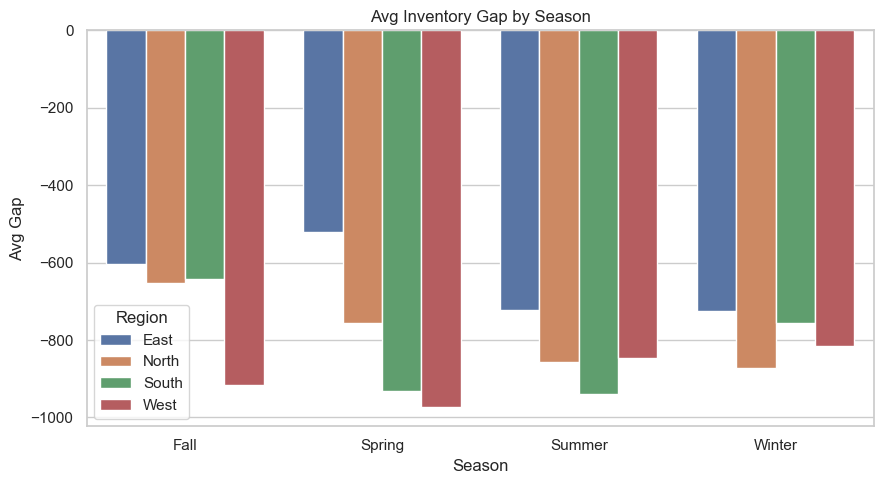 Avg Inventory Gap by Season
Avg Gap
0
−200
−400
−600
−800
−1000
Region
East
North
South
West
Fall Spring Summer Winter
Season